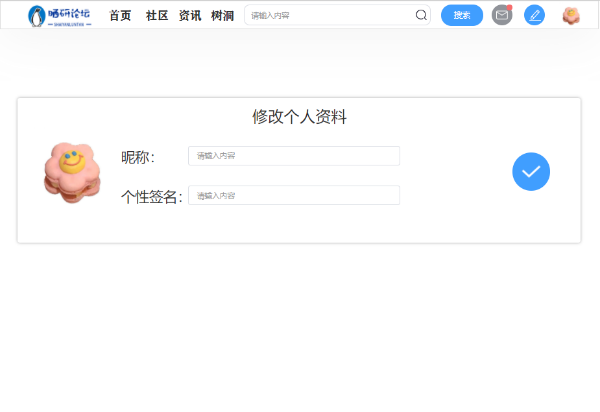 晒研论坛
首页 社区 资讯 树洞 请输入内容 搜索
修改个人资料
昵称： 请输入内容
个性签名： 请输入内容